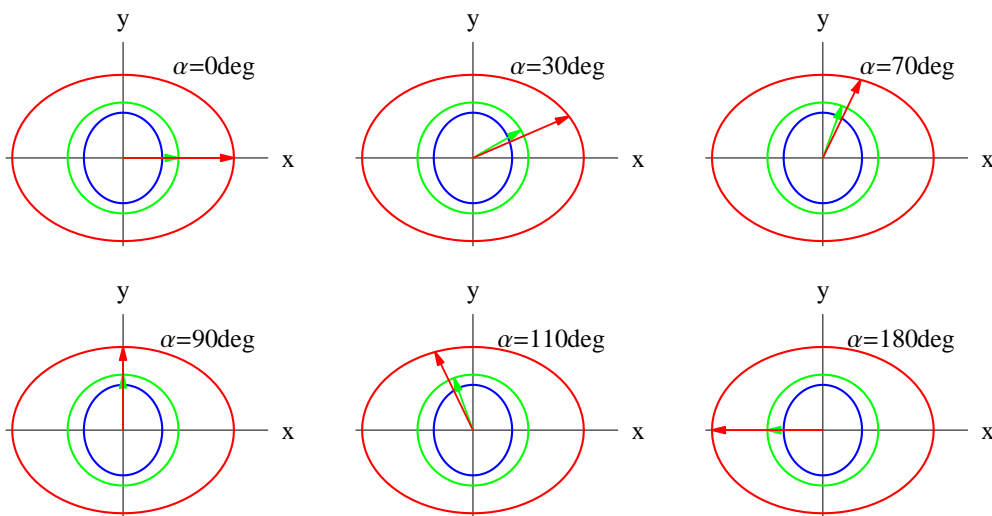 y
α=0deg
x
y
α=30deg
x
y
α=70deg
x
y
α=90deg
x
y
α=110deg
x
y
α=180deg
x